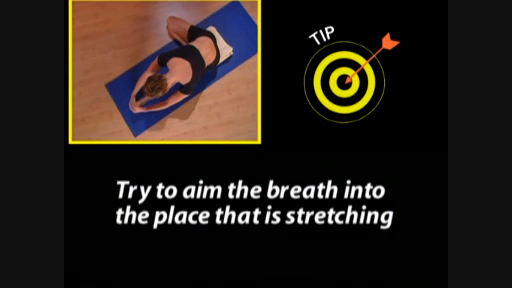 TIP
Try to aim the breath into
the place that is stretching